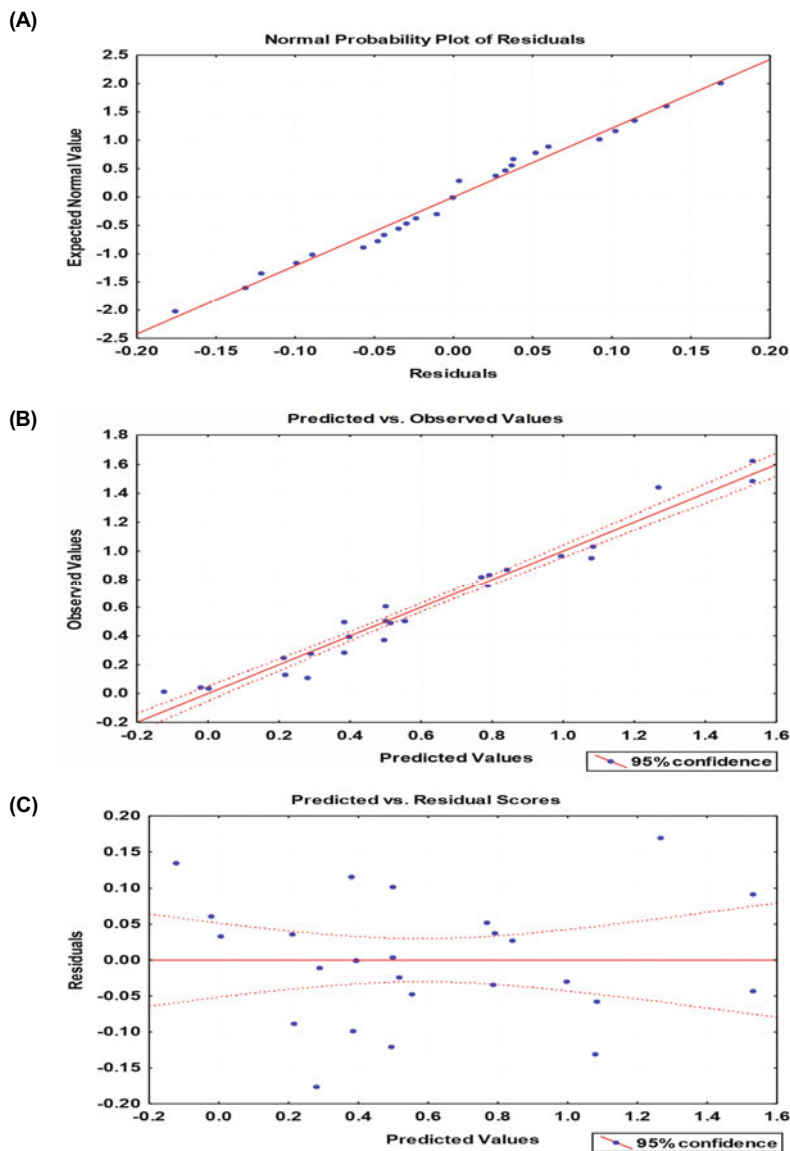 (A)
Normal Probability Plot of Residuals
Expected Normal Value
2.5
2.0
1.5
1.0
0.5
0.0
-0.5
-1.0
-1.5
-2.0
-2.5
-0.20 -0.15 -0.10 -0.05 0.00 0.05 0.10 0.15 0.20
Residuals
(B)
Predicted vs. Observed Values
Observed Values
1.8
1.6
1.4
1.2
1.0
0.8
0.6
0.4
0.2
0.0
-0.2
-0.2 0.0 0.2 0.4 0.6 0.8 1.0 1.2 1.4 1.6
Predicted Values
95% confidence
(C)
Predicted vs. Residual Scores
Residuals
0.20
0.15
0.10
0.05
0.00
-0.05
-0.10
-0.15
-0.20
-0.2 0.0 0.2 0.4 0.6 0.8 1.0 1.2 1.4 1.6
Predicted Values
95% confidence